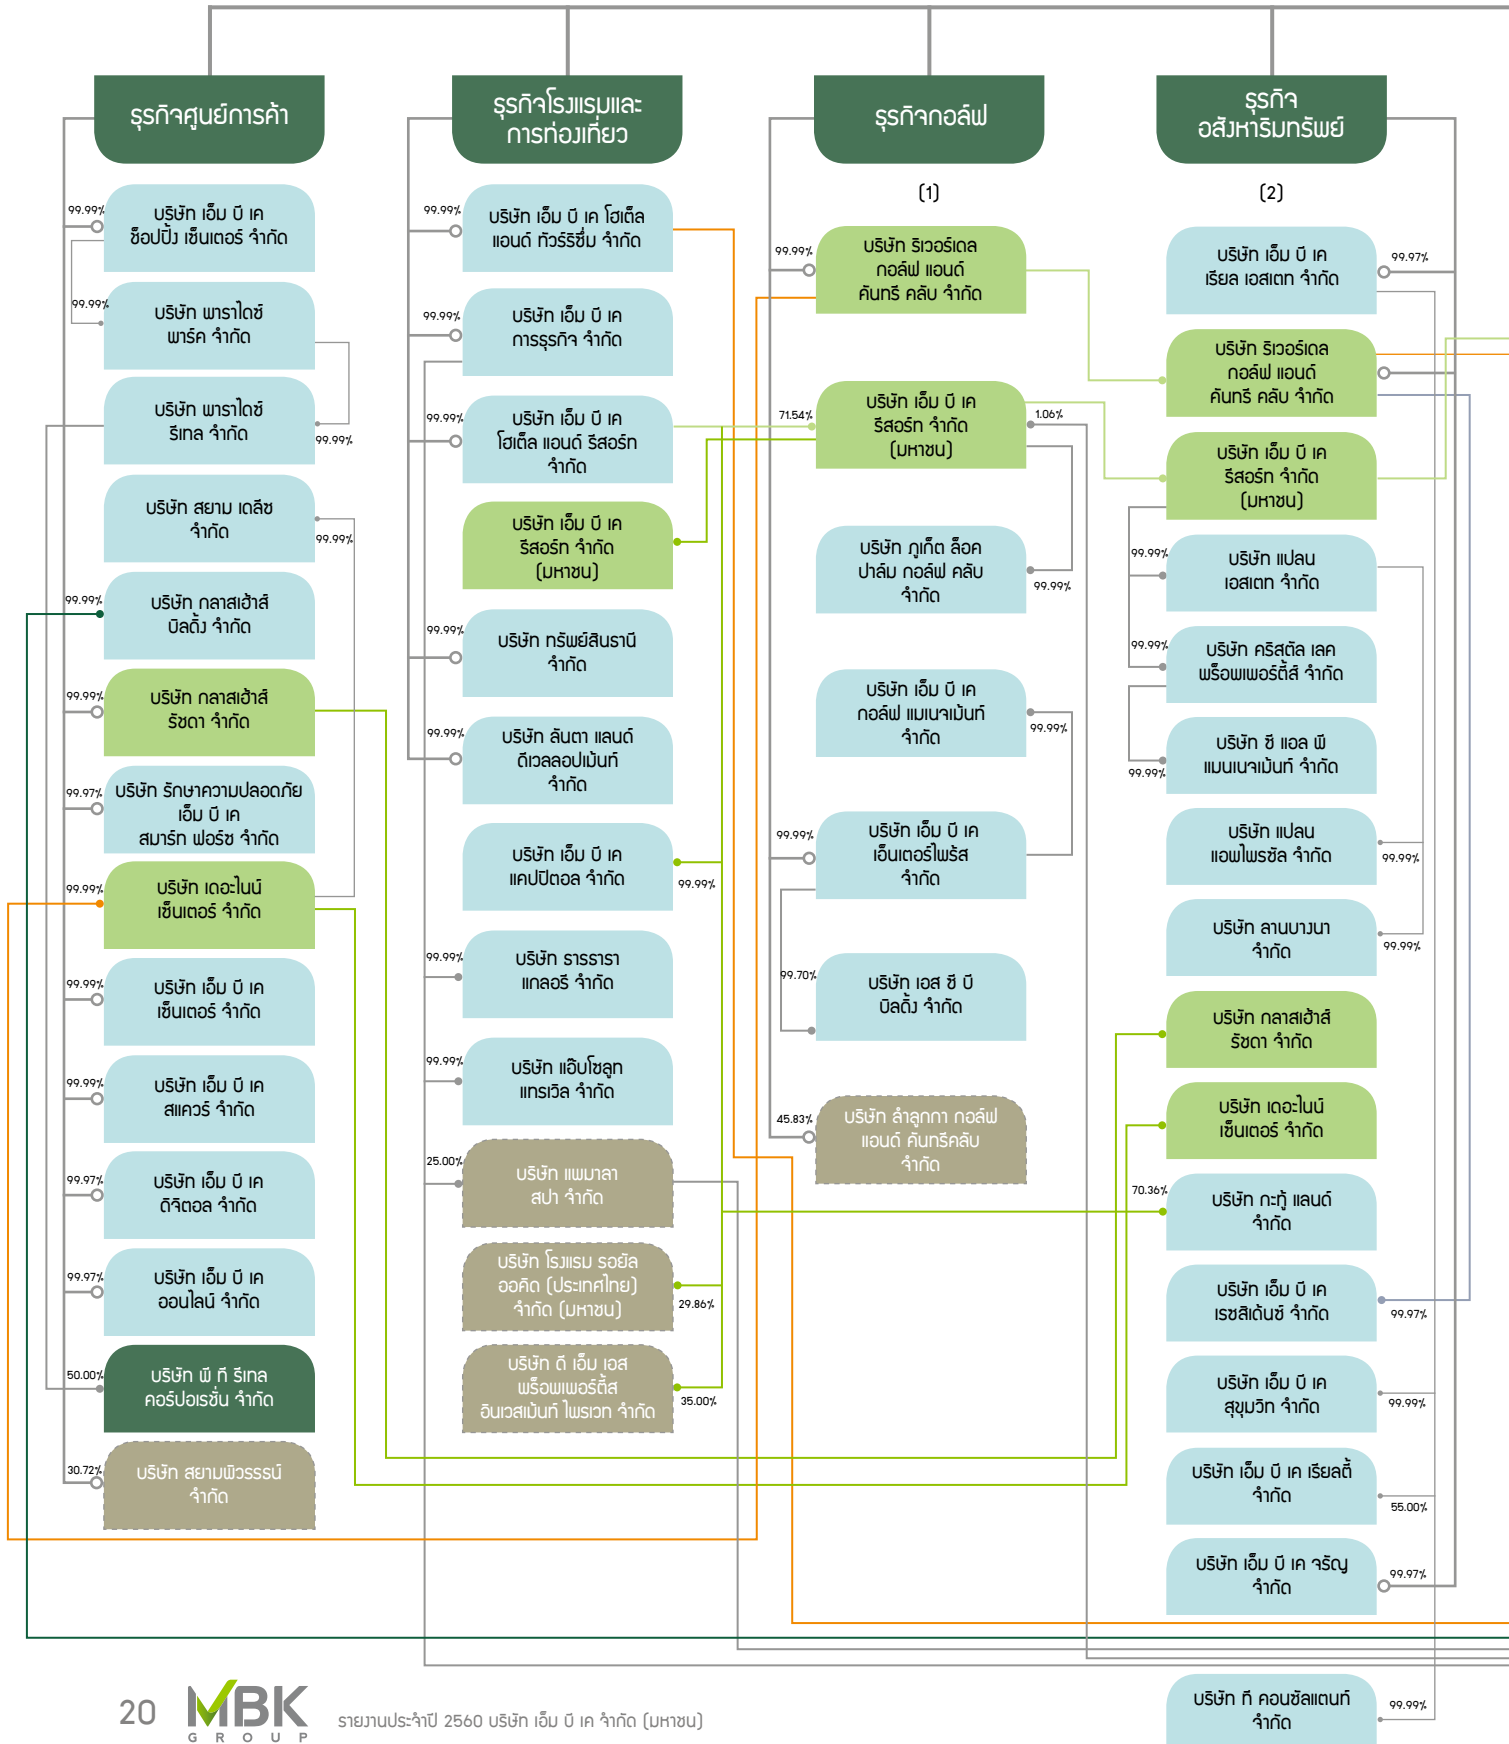 ธุรกิจศูนย์การค้า
99.99%
บริษัท เอ็ม บี เค
ช็อปปิ้ง เซ็นเตอร์ จำกัด
99.99%
บริษัท พาราไดซ์
พาร์ค จำกัด
บริษัท พาราไดซ์
รีเทล จำกัด
99.99%
บริษัท สยาม เดลีซ
จำกัด
99.99%
99.99%
บริษัท กลาสเฮ้าส์
บิลดิ้ง จำกัด
99.99%
บริษัท กลาสเฮ้าส์
รัชดา จำกัด
99.97%
บริษัท รักษาความปลอดภัย
เอ็ม บี เค
สมาร์ท ฟอร์ซ จำกัด
99.99%
บริษัท เดอะไนน์
เซ็นเตอร์ จำกัด
99.99%
บริษัท เอ็ม บี เค
เซ็นเตอร์ จำกัด
99.99%
บริษัท เอ็ม บี เค
สแควร์ จำกัด
99.97%
บริษัท เอ็ม บี เค
ดิจิตอล จำกัด
99.97%
บริษัท เอ็ม บี เค
ออนไลน์ จำกัด
50.00%
บริษัท พี ที รีเทล
คอร์ปอเรชั่น จำกัด
30.72%
บริษัท สยามพิวรรธน์
จำกัด
ธุรกิจโรงแรมและ
การท่องเที่ยว
99.99%
บริษัท เอ็ม บี เค โฮเต็ล
แอนด์ ทัวร์ริซึ่ม จำกัด
99.99%
บริษัท เอ็ม บี เค
การธุรกิจ จำกัด
99.99%
บริษัท เอ็ม บี เค
โฮเต็ล แอนด์ รีสอร์ท
จำกัด
บริษัท เอ็ม บี เค
รีสอร์ท จำกัด
(มหาชน)
99.99%
บริษัท ทรัพย์สินธานี
จำกัด
99.99%
บริษัท ลันตา แลนด์
ดีเวลลอปเม้นท์
จำกัด
บริษัท เอ็ม บี เค
แคปปิตอล จำกัด
99.99%
99.99%
บริษัท ธารธารา
แกลอรี จำกัด
99.99%
บริษัท แอ๊บโซลูท
แทรเวิล จำกัด
25.00%
บริษัท แพมาลา
สปา จำกัด
บริษัท โรงแรม รอยัล
ออคิด (ประเทศไทย)
จำกัด (มหาชน)
29.86%
บริษัท ดี เอ็ม เอส
พร็อพเพอร์ตี้ส
อินเวสเม้นท์ ไพรเวท จำกัด
35.00%
ธุรกิจกอล์ฟ
(1)
99.99%
บริษัท ริเวอร์เดล
กอล์ฟ แอนด์
คันทรี คลับ จำกัด
71.54%
บริษัท เอ็ม บี เค
รีสอร์ท จำกัด
(มหาชน)
1.06%
บริษัท ภูเก็ต ล็อค
ปาล์ม กอล์ฟ คลับ
จำกัด
99.99%
บริษัท เอ็ม บี เค
กอล์ฟ แมเนจเม้นท์
จำกัด
99.99%
99.99%
บริษัท เอ็ม บี เค
เอ็นเตอร์ไพร้ส
จำกัด
99.70%
บริษัท เอส ซี บี
บิลดิ้ง จำกัด
45.83%
บริษัท ลำลูกกา กอล์ฟ
แอนด์ คันทรีคลับ
จำกัด
ธุรกิจ
อสังหาริมทรัพย์
(2)
บริษัท เอ็ม บี เค
เรียล เอสเตท จำกัด
99.97%
บริษัท ริเวอร์เดล
กอล์ฟ แอนด์
คันทรี คลับ จำกัด
บริษัท เอ็ม บี เค
รีสอร์ท จำกัด
(มหาชน)
99.99%
บริษัท แปลน
เอสเตท จำกัด
99.99%
บริษัท คริสตัล เลค
พร็อพเพอร์ตี้ส์ จำกัด
99.99%
บริษัท ซี แอล พี
แมนเนจเม้นท์ จำกัด
บริษัท แปลน
แอพไพรซัล จำกัด
99.99%
บริษัท ลานบางนา
จำกัด
99.99%
บริษัท กลาสเฮ้าส์
รัชดา จำกัด
บริษัท เดอะไนน์
เซ็นเตอร์ จำกัด
70.36%
บริษัท กะทู้ แลนด์
จำกัด
บริษัท เอ็ม บี เค
เรซสิเด้นซ์ จำกัด
99.97%
บริษัท เอ็ม บี เค
สุขุมวิท จำกัด
99.99%
บริษัท เอ็ม บี เค เรียลตี้
จำกัด
55.00%
บริษัท เอ็ม บี เค จรัญ
จำกัด
99.97%
บริษัท ที คอนซัลแตนท์
จำกัด
99.99%
20
MBK
GROUP
รายงานประจำปี 2560 บริษัท เอ็ม บี เค จำกัด (มหาชน)